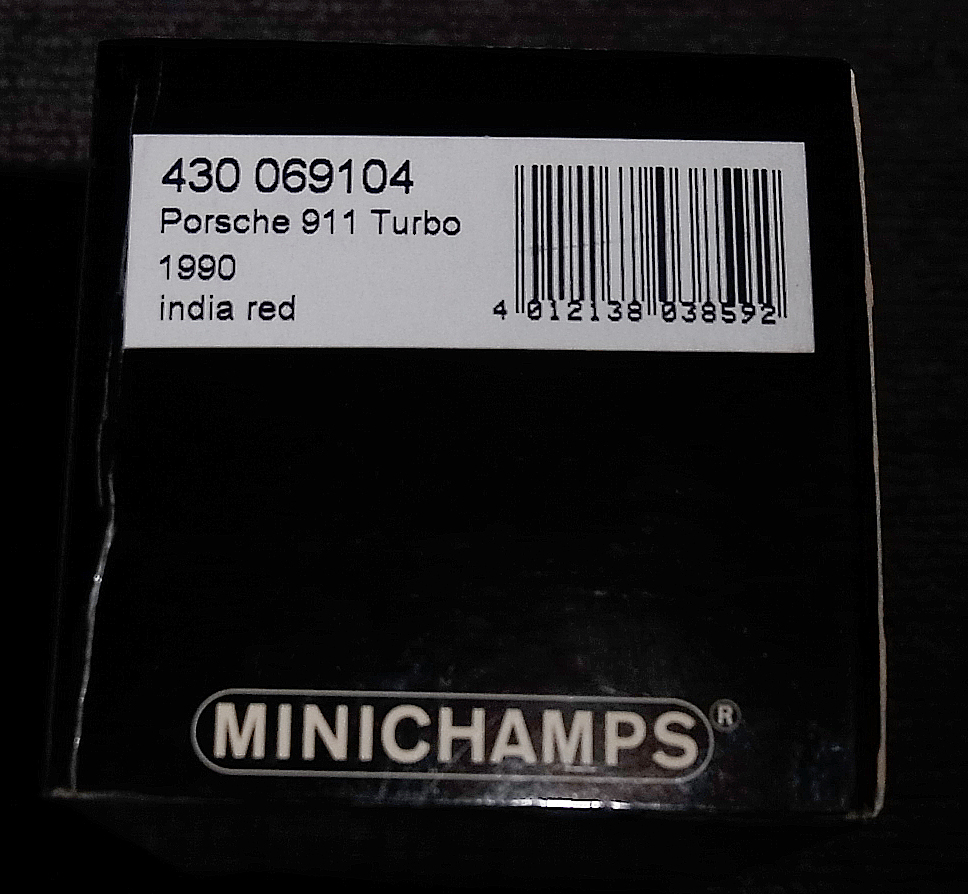 430 069104
Porsche 911 Turbo
1990
india red
4 012138 038592
MINICHAMPS®